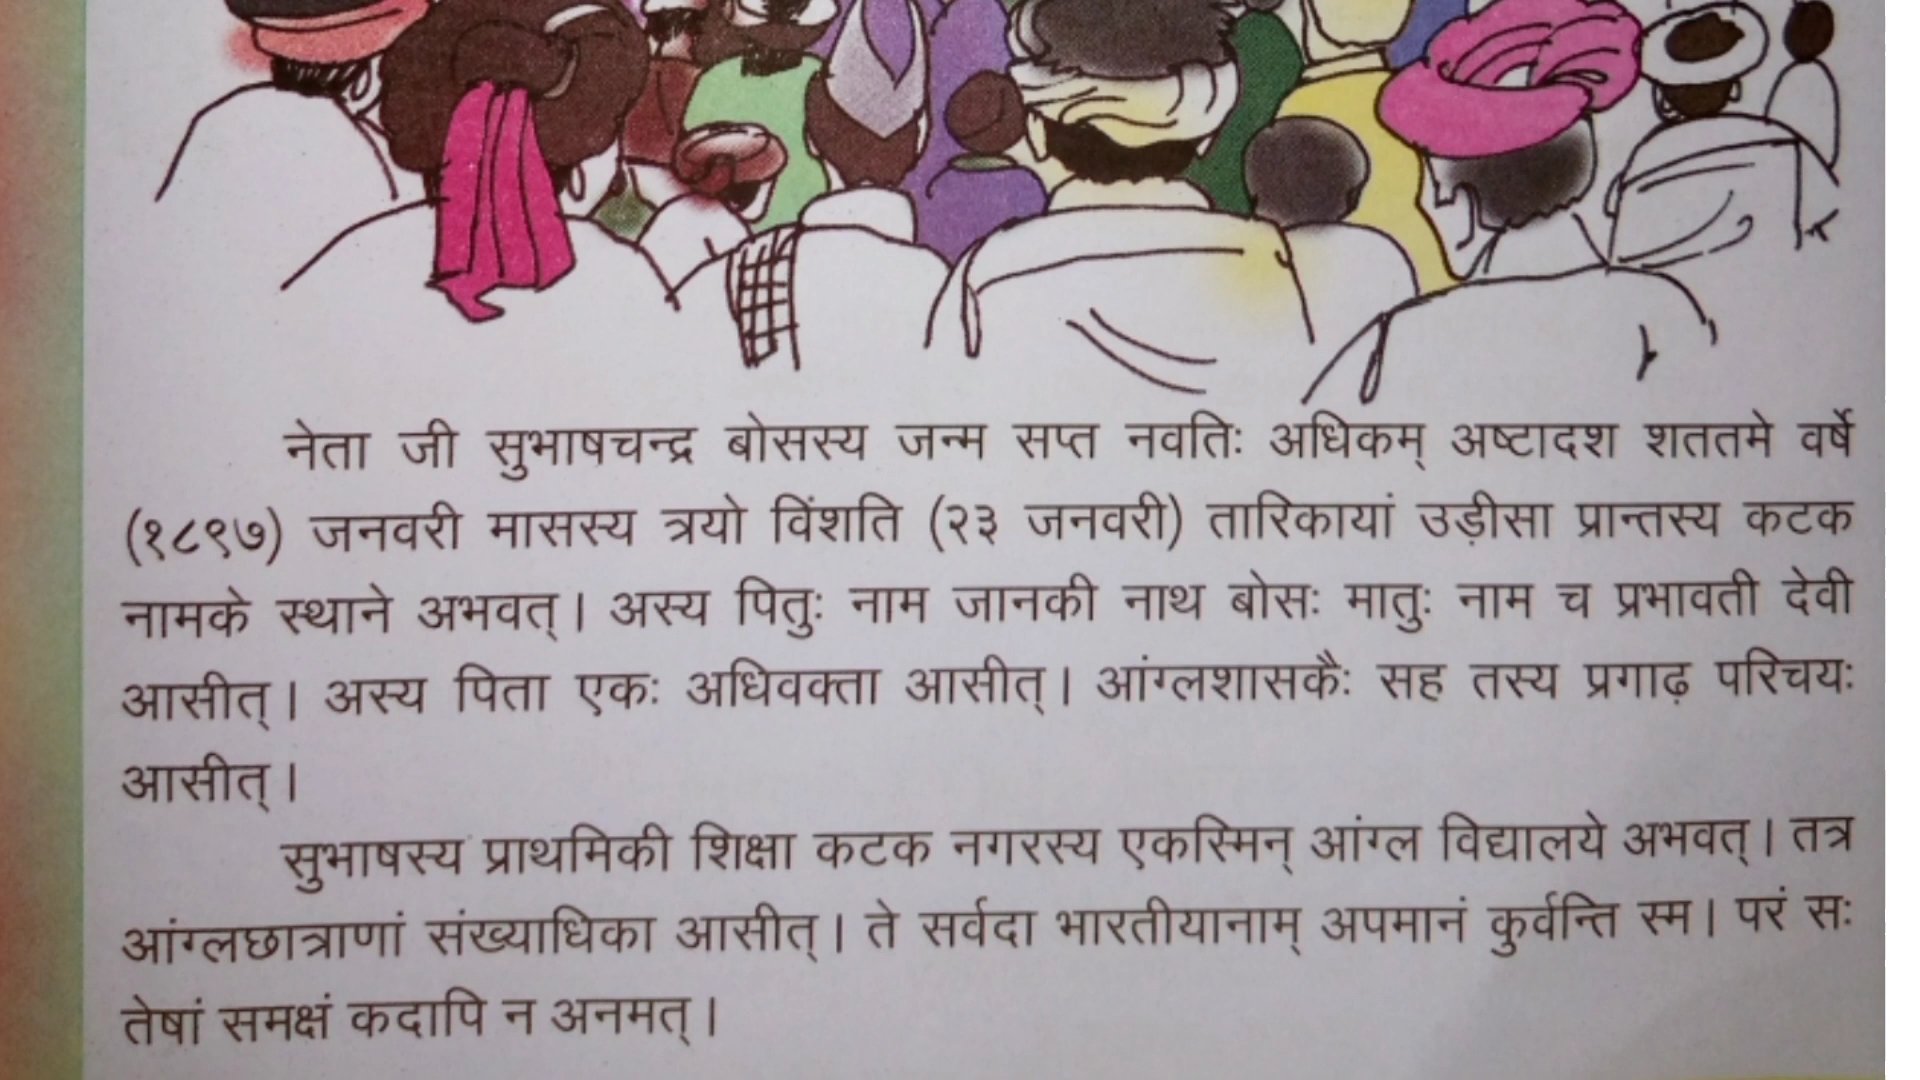 नेता जी सुभाषचन्द्र बोसस्य जन्म सप्त नवतिः अधिकम् अष्टादश शततमे वर्षे
(१८९७) जनवरी मासस्य त्रयो विंशति (२३ जनवरी) तारिकायां उड़ीसा प्रान्तस्य कटक
नामके स्थाने अभवत्। अस्य पितुः नाम जानकी नाथ बोसः मातुः नाम च प्रभावती देवी
आसीत्। अस्य पिता एकः अधिवक्ता आसीत्। आंग्लशासकैः सह तस्य प्रगाढ़ परिचयः
आसीत्।
सुभाषस्य प्राथमिकी शिक्षा कटक नगरस्य एकस्मिन् आंग्ल विद्यालये अभवत्। तत्र
आंग्लछात्राणां संख्याधिका आसीत्। ते सर्वदा भारतीयानाम् अपमानं कुर्वन्ति स्म। परं सः
तेषां समक्षं कदापि न अनमत्।